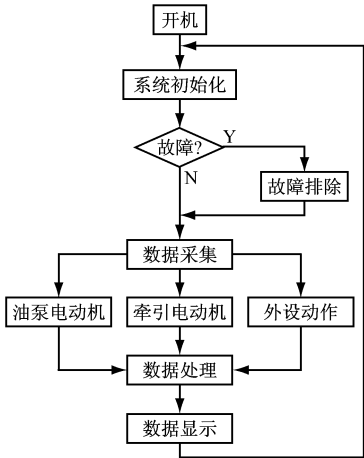 开机
系统初始化
故障?
Y
N
故障排除
数据采集
油泵电动机
牵引电动机
外设动作
数据处理
数据显示